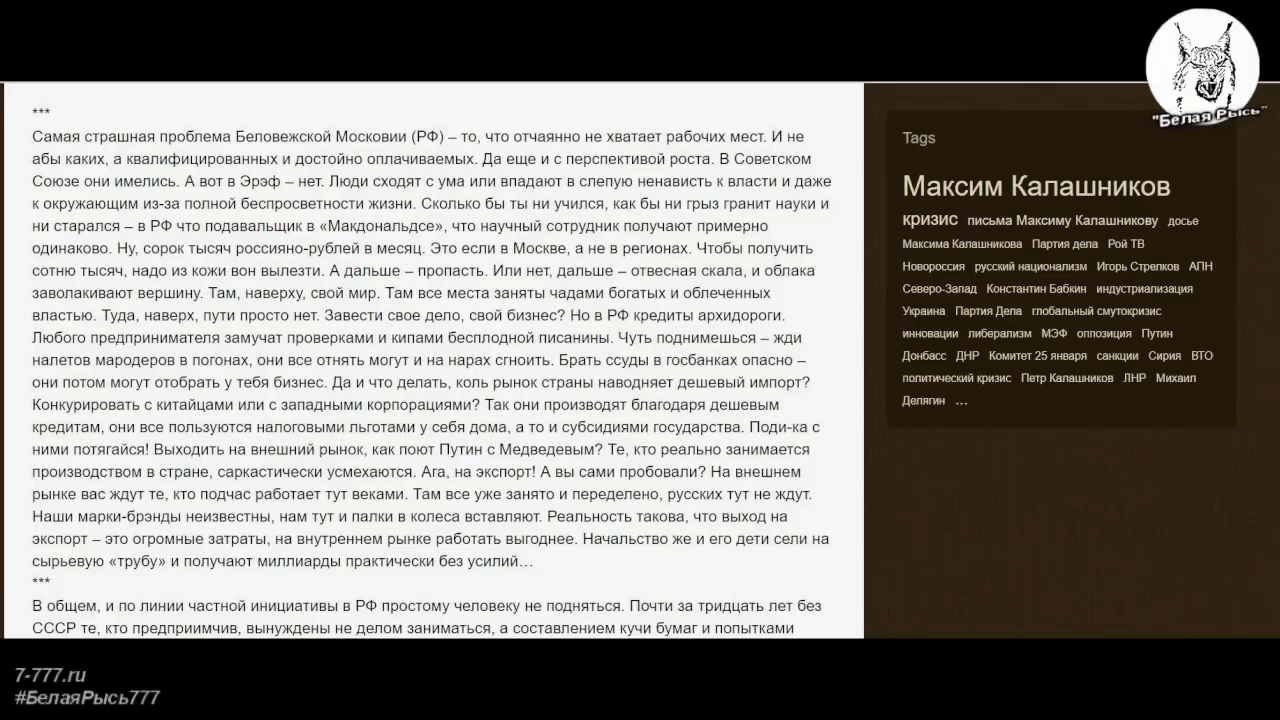 ***
Самая страшная проблема Беловежской Московии (РФ) – то, что отчаянно не хватает рабочих мест. И не
абы каких, а квалифицированных и достойно оплачиваемых. Да еще и с перспективой роста. В Советском
Союзе они имелись. А вот в Эрэф – нет. Люди сходят с ума или впадают в слепую ненависть к власти и даже
к окружающим из-за полной беспросветности жизни. Сколько бы ты ни учился, как бы ни грыз гранит науки и
ни старался – в РФ что подавальщик в «Макдональдсе», что научный сотрудник получают примерно
одинаково. Ну, сорок тысяч россияно-рублей в месяц. Это если в Москве, а не в регионах. Чтобы получить
сотню тысяч, надо из кожи вон вылезти. А дальше – пропасть. Или нет, дальше – отвесная скала, и облака
заволакивают вершину. Там, наверху, свой мир. Там все места заняты чадами богатых и облеченных
властью. Туда, наверх, пути просто нет. Завести свое дело, свой бизнес? Но в РФ кредиты архидороги.
Любого предпринимателя замучат проверками и кипами бесплодной писанины. Чуть поднимешься – жди
налетов мародеров в погонах, они все отнять могут и на нарах сгноить. Брать ссуды в госбанках опасно –
они потом могут отобрать у тебя бизнес. Да и что делать, коль рынок страны наводняет дешевый импорт?
Конкурировать с китайцами или с западными корпорациями? Так они производят благодаря дешевым
кредитам, они все пользуются налоговыми льготами у себя дома, а то и субсидиями государства. Поди-ка с
ними потягайся! Выходить на внешний рынок, как поют Путин с Медведевым? Те, кто реально занимается
производством в стране, саркастически усмехаются. Ага, на экспорт! А вы сами пробовали? На внешнем
рынке вас ждут те, кто подчас работает тут веками. Там все уже занято и переделено, русских тут не ждут.
Наши марки-брэнды неизвестны, нам тут и палки в колеса вставляют. Реальность такова, что выход на
экспорт – это огромные затраты, на внутреннем рынке работать выгоднее. Начальство же и его дети сели на
сырьевую «трубу» и получают миллиарды практически без усилий…
***
В общем, и по линии частной инициативы в РФ простому человеку не подняться. Почти за тридцать лет без
СССР те, кто предприимчив, вынуждены не делом заниматься, а составлением кучи бумаг и попытками
"Белая Рысь"
Tags
Максим Калашников
кризис письма Максиму Калашникову досье
Максима Калашникова Партия дела Рой ТВ
Новороссия русский национализм Игорь Стрелков АПН
Северо-Запад Константин Бабкин индустриализация
Украина Партия Дела глобальный смутокризис
инновации либерализм МЭФ оппозиция Путин
Донбасс ДНР Комитет 25 января санкции Сирия ВТО
политический кризис Петр Калашников ЛНР Михаил
Делягин ...
7-777.ru
#БелаяРысь777